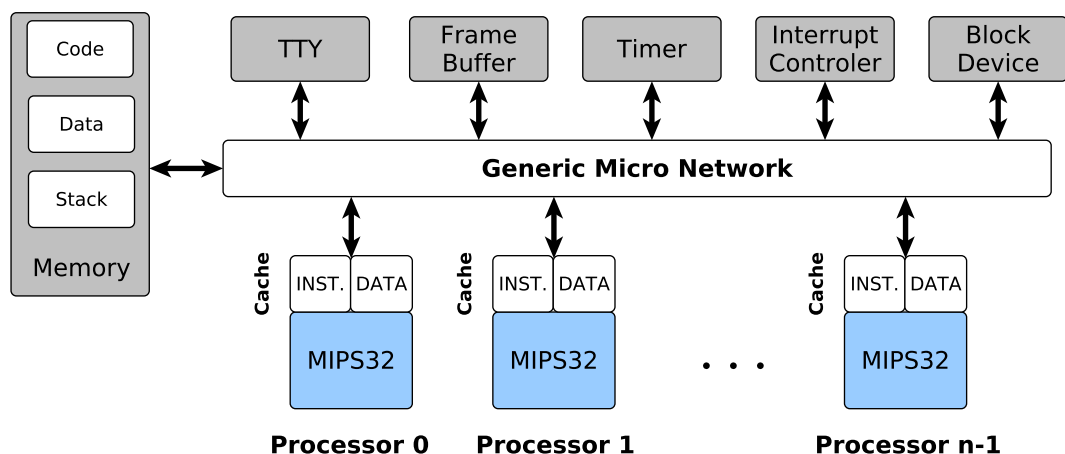 Code
Data
Stack
Memory
TTY
Frame
Buffer
Timer
Interrupt
Controler
Block
Device
Generic Micro Network
Cache
INST.
DATA
MIPS32
Processor 0
Cache
INST.
DATA
MIPS32
Processor 1
. . .
Cache
INST.
DATA
MIPS32
Processor n-1